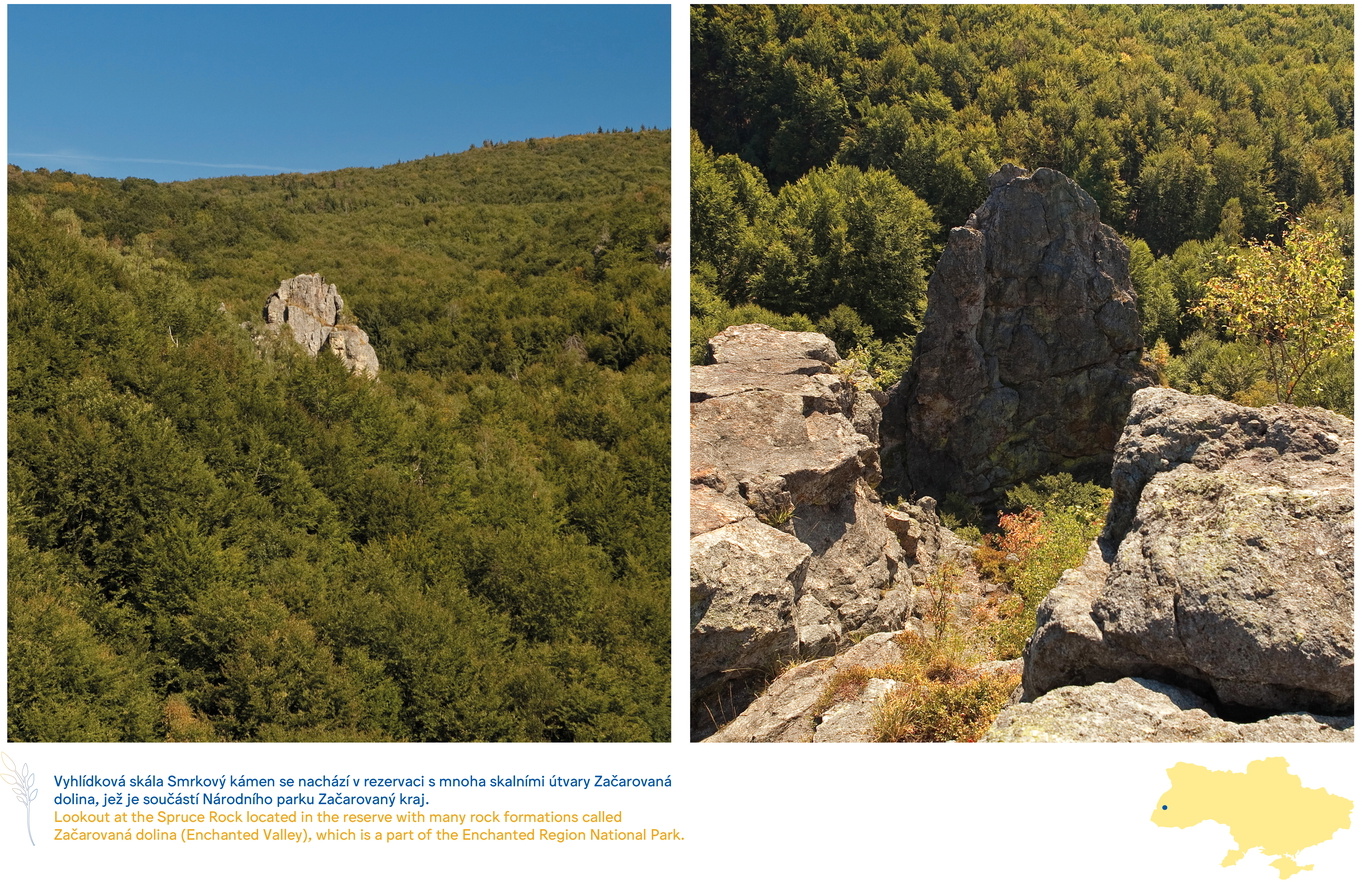 Vyhlídková skála Smrkový kámen se nachází v rezervaci s mnoha skalními útvary Začarovaná
dolina, jež je součástí Národního parku Začarovaný kraj.
Lookout at the Spruce Rock located in the reserve with many rock formations called
Začarovaná dolina (Enchanted Valley), which is a part of the Enchanted Region National Park.